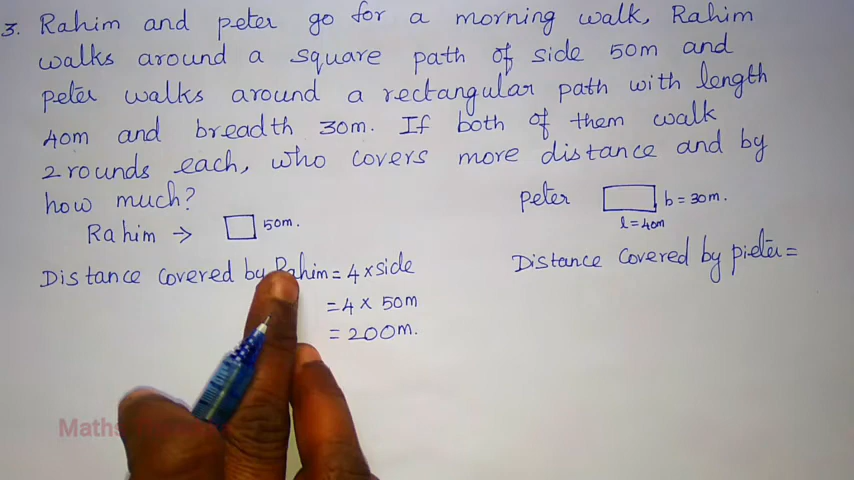 3. Rahim and peter go for a morning walk, Rahim
walks around a square path of side 50m and
peter walks around a rectangular path with length
40m and breadth 30m. If both of them walk
2 rounds each, who covers more distance and by
how much?
Rahim → 50m.
peter b = 30m.
l = 40m
Distance covered by Rahim = 4 × side
= 4 × 50m
= 200m.
Distance covered by pieter =
Maths